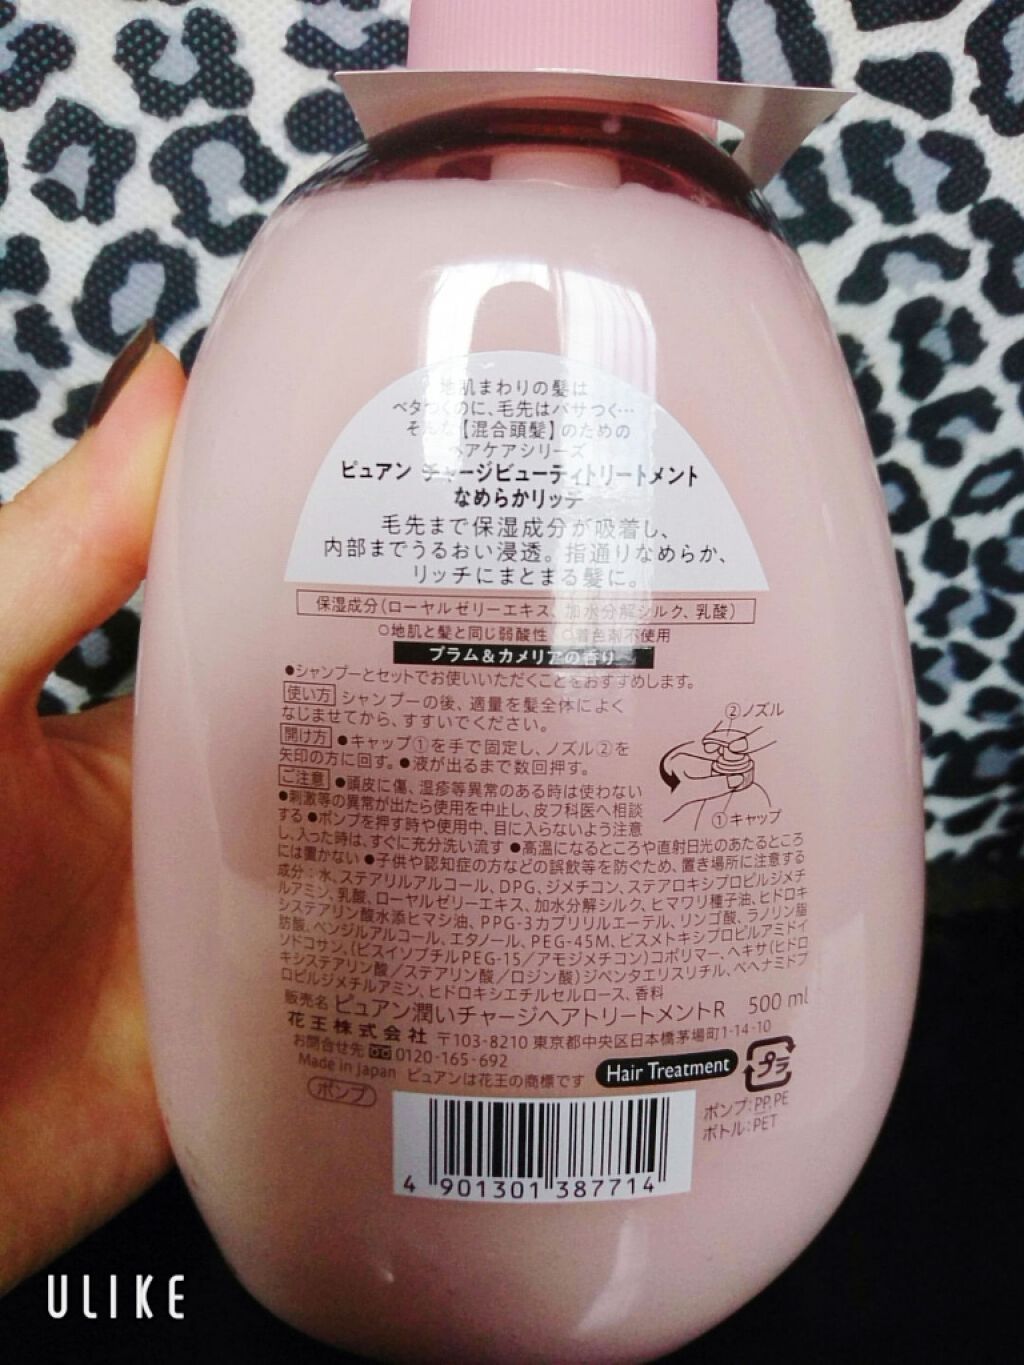 地肌まわりの髪は
ベタつくのに、毛先はパサつく…
そんな【混合頭髪】のための
ヘアケアシリーズ
ピュアン チャージビューティトリートメント
なめらかリッチ
毛先まで保湿成分が吸着し、
内部までうるおい浸透。指通りなめらか、
リッチにまとまる髪に。
保湿成分(ローヤルゼリーエキス、加水分解シルク、乳酸)
○地肌と髪と同じ弱酸性 ○着色剤不使用
プラム&カメリアの香り
●シャンプーとセットでお使いいただくことをおすすめします。
使い方 シャンプーの後、適量を髪全体によく
なじませてから、すすいでください。
開け方 ●キャップ①を手で固定し、ノズル②を
矢印の方に回す。●液が出るまで数回押す。
②ノズル
①キャップ
ご注意 ●頭皮に傷、湿疹等異常のある時は使わない
●刺激等の異常が出たら使用を中止し、皮フ科医へ相談
する ●ポンプを押す時や使用中、目に入らないよう注意
し、入った時は、すぐに充分洗い流す ●高温になるところや直射日光のあたるところ
には置かない ●子供や認知症の方などの誤飲等を防ぐため、置き場所に注意する
成分:水、ステアリルアルコール、DPG、ジメチコン、ステアロキシプロピルジメチ
ルアミン、乳酸、ローヤルゼリーエキス、加水分解シルク、ヒマワリ種子油、ヒドロキ
システアリン酸水添ヒマシ油、PPG-3カプリリルエーテル、リンゴ酸、ラノリン脂
肪酸、ベンジルアルコール、エタノール、PEG-45M、ビスメトキシプロピルアミドイ
ソドコサン、(ビスイソブチルPEG-15/アモジメチコン)コポリマー、ヘキサ(ヒドロ
キシステアリン酸/ステアリン酸/ロジン酸)ジペンタエリスリチル、ベヘナミドプ
ロピルジメチルアミン、ヒドロキシエチルセルロース、香料
販売名 ピュアン潤いチャージヘアトリートメントR 500ml
花王株式会社 〒103-8210 東京都中央区日本橋茅場町1-14-10
お問合せ先 0120-165-692
Made in Japan ピュアンは花王の商標です
Hair Treatment
プラ
ポンプ
ポンプ:PP,PE
ボトル:PET
4 901301 387714
ULIKE